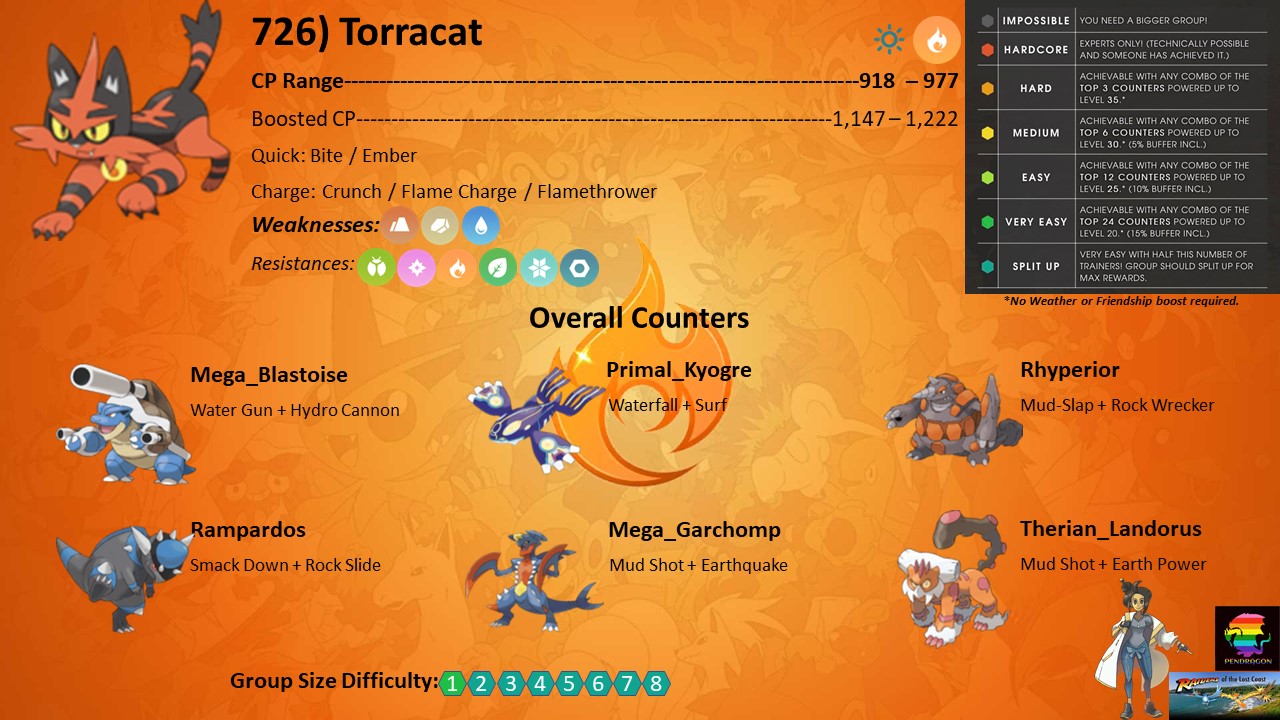 726) Torracat
CP Range--------------------------------------------------------------------------918 – 977
Boosted CP--------------------------------------------------------------------1,147 – 1,222
Quick: Bite / Ember
Charge: Crunch / Flame Charge / Flamethrower
Weaknesses:
Resistances:
IMPOSSIBLE YOU NEED A BIGGER GROUP!
HARDCORE EXPERTS ONLY! (TECHNICALLY POSSIBLE
AND SOMEONE HAS ACHIEVED IT.)
HARD ACHIEVABLE WITH ANY COMBO OF THE
TOP 3 COUNTERS POWERED UP TO
LEVEL 35.*
MEDIUM ACHIEVABLE WITH ANY COMBO OF THE
TOP 6 COUNTERS POWERED UP TO
LEVEL 30.* (5% BUFFER INCL.)
EASY ACHIEVABLE WITH ANY COMBO OF THE
TOP 12 COUNTERS POWERED UP TO
LEVEL 25.* (10% BUFFER INCL.)
VERY EASY ACHIEVABLE WITH ANY COMBO OF THE
TOP 24 COUNTERS POWERED UP TO
LEVEL 20.* (15% BUFFER INCL.)
SPLIT UP VERY EASY WITH HALF THIS NUMBER OF
TRAINERS! GROUP SHOULD SPLIT UP FOR
MAX REWARDS.
*No Weather or Friendship boost required.
Overall Counters
Mega_Blastoise
Water Gun + Hydro Cannon
Primal_Kyogre
Waterfall + Surf
Rhyperior
Mud-Slap + Rock Wrecker
Rampardos
Smack Down + Rock Slide
Mega_Garchomp
Mud Shot + Earthquake
Therian_Landorus
Mud Shot + Earth Power
Group Size Difficulty: 1 2 3 4 5 6 7 8
PENDRAGON
RAIDERS of the Lost Coast